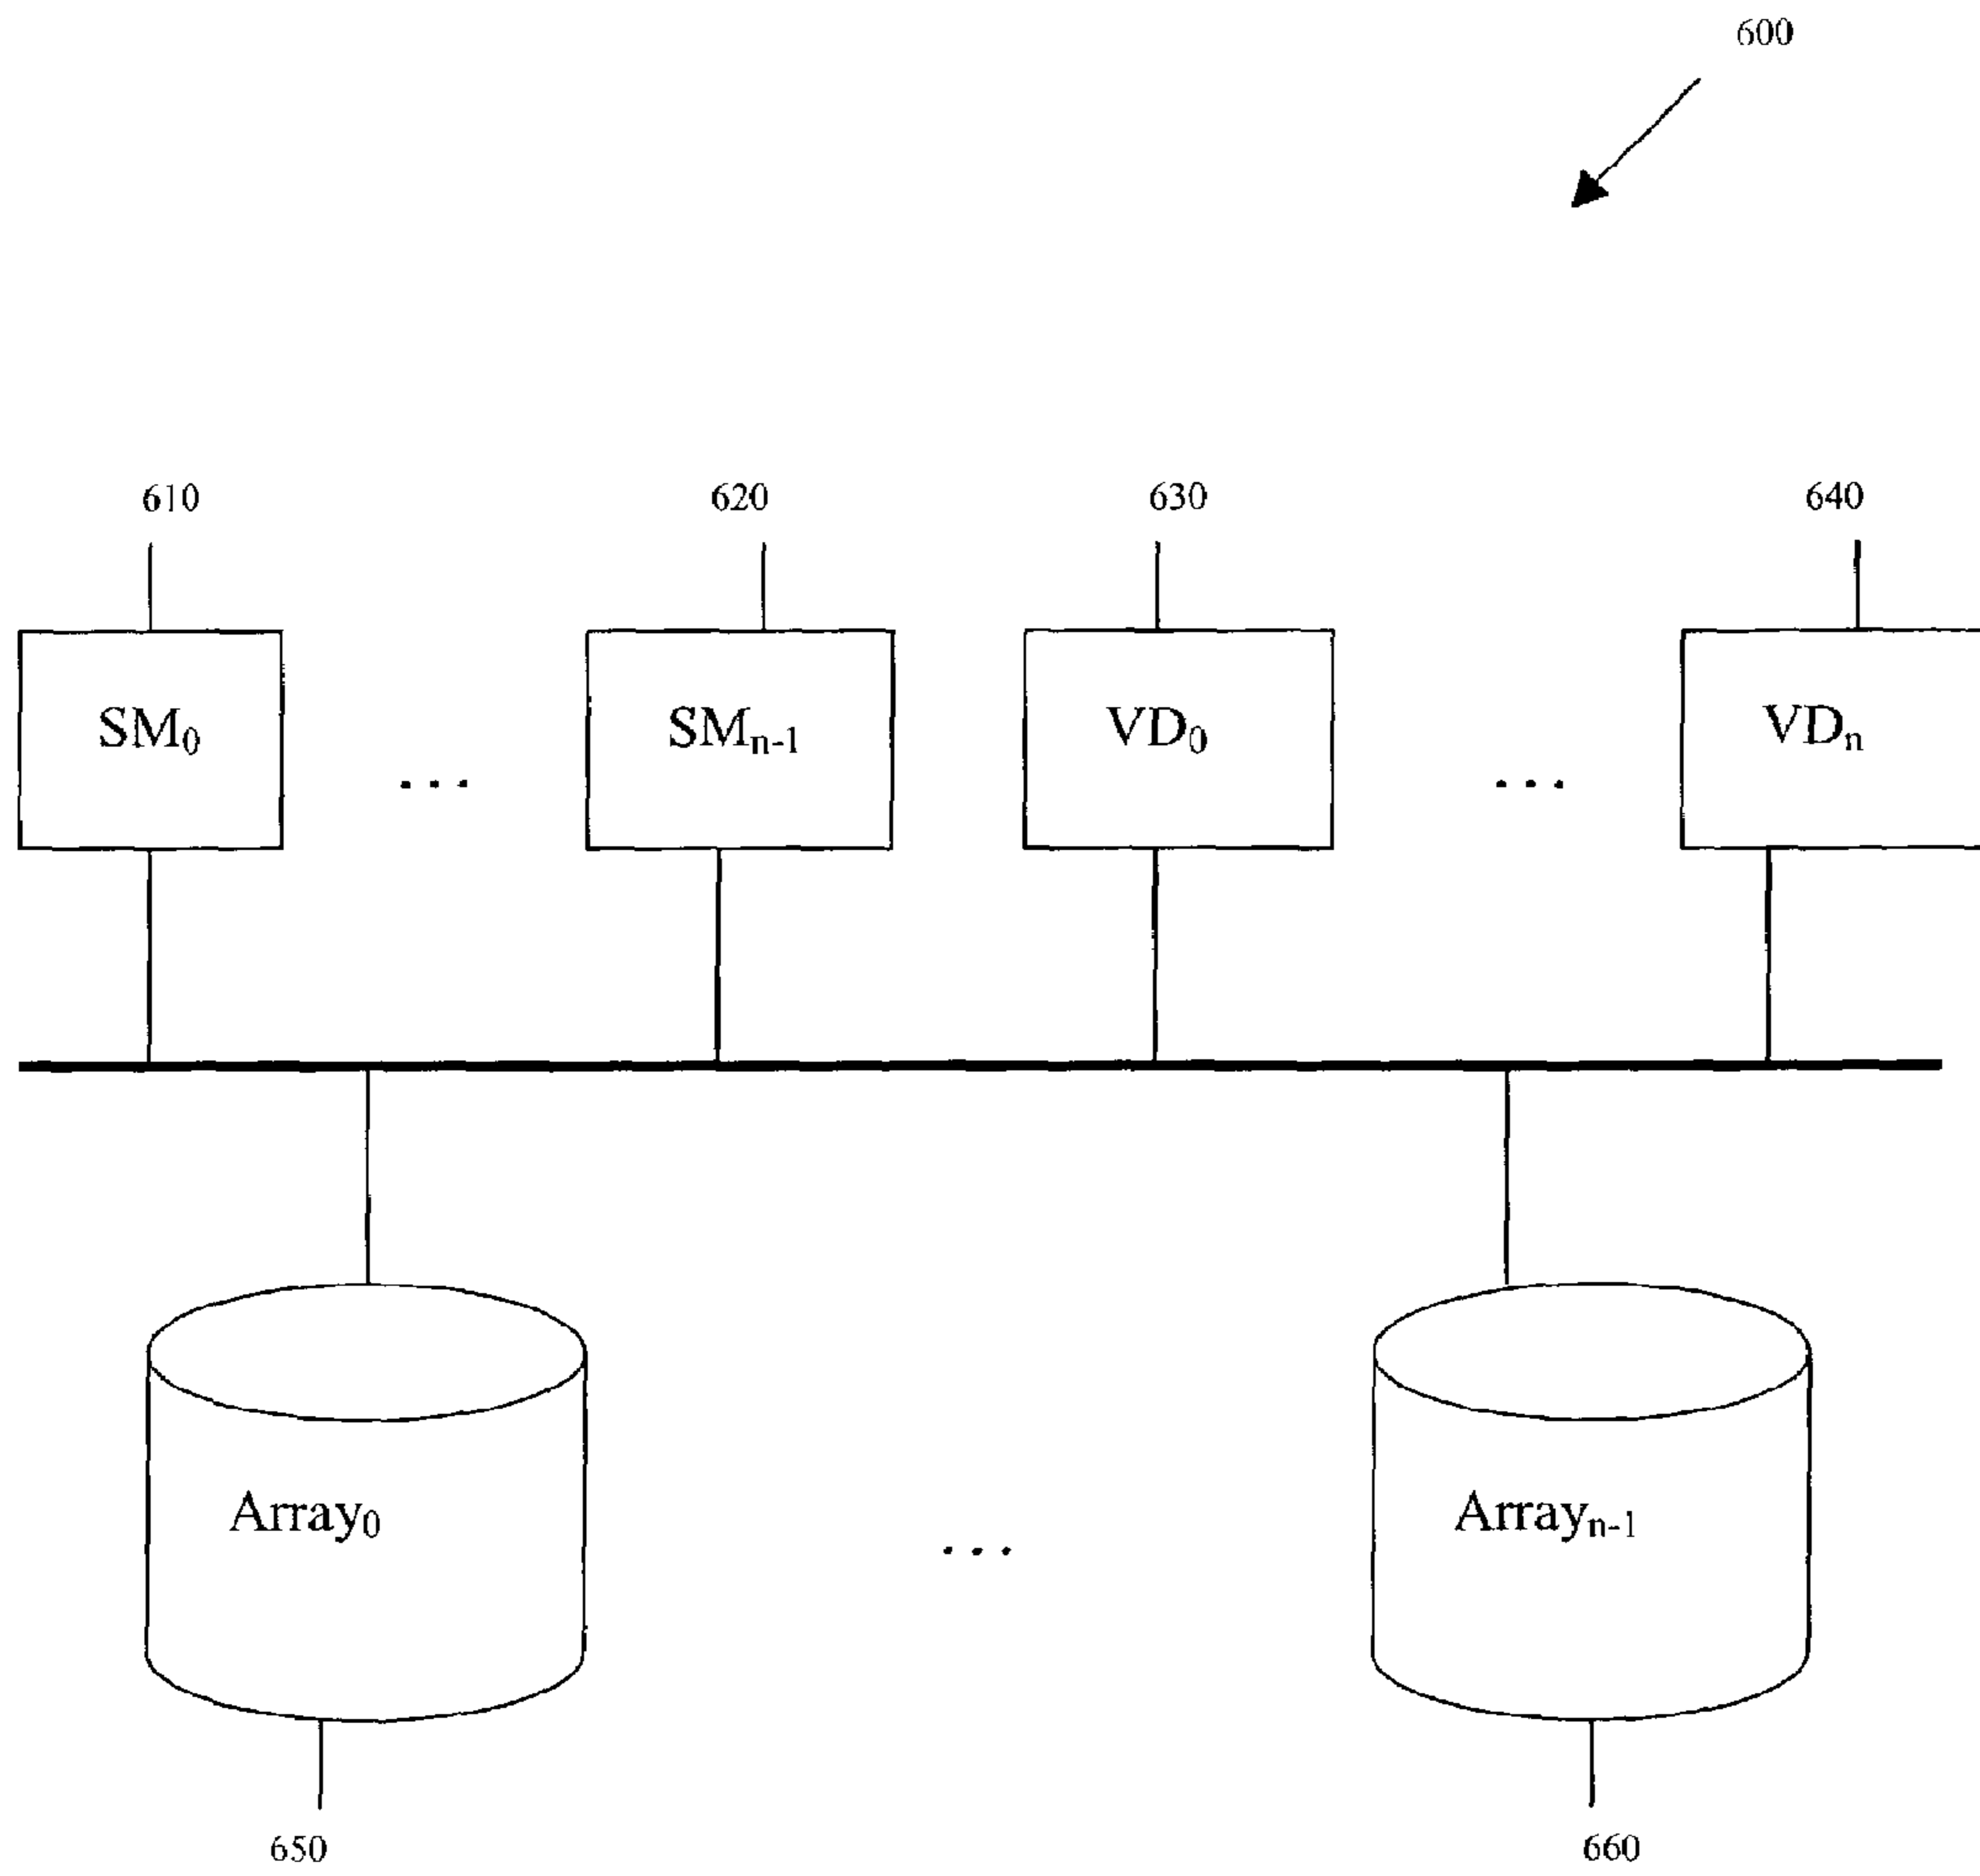 600
610
620
630
640
SM₀
SMₙ₋₁
VD₀
VDₙ
...
...
Array₀
Arrayₙ₋₁
...
650
660